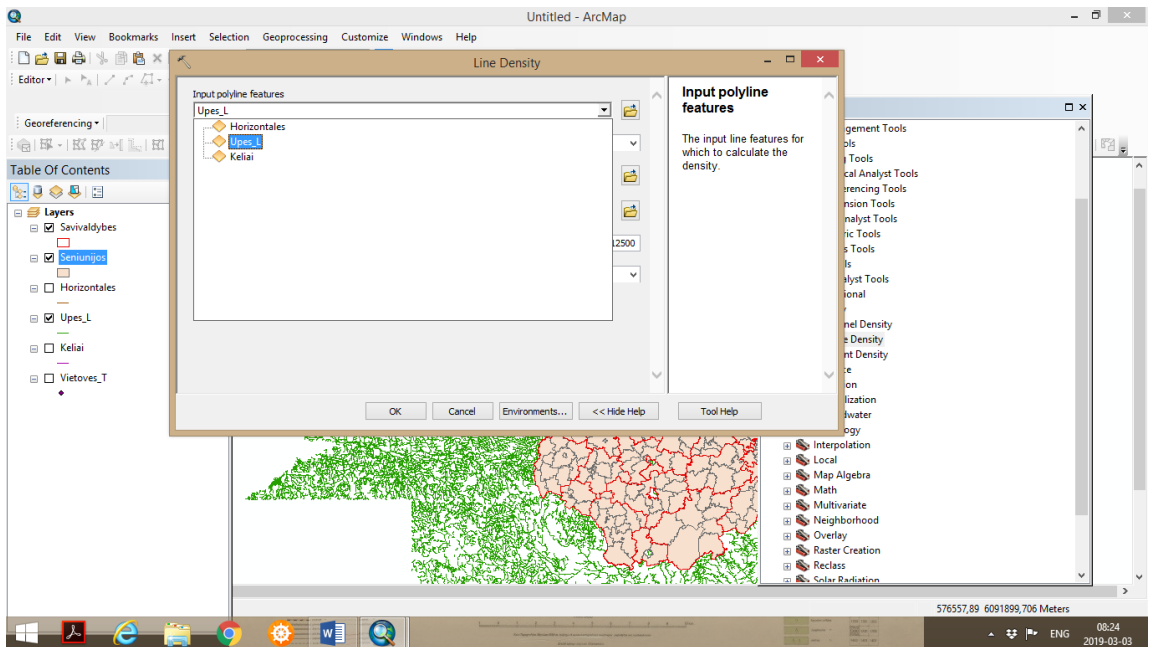 Untitled - ArcMap
File Edit View Bookmarks Insert Selection Geoprocessing Customize Windows Help
Editor
Georeferencing
Table Of Contents
Layers
Savivaldybes
Seniunijos
Horizontales
Upes_L
Keliai
Vietoves_T
Line Density
Input polyline features
Upes_L
Horizontales
Upes_L
Keliai
12500
OK Cancel Environments... << Hide Help Tool Help
Input polyline
features
The input line features for
which to calculate the
density.
gement Tools
ols
Tools
cal Analyst Tools
erencing Tools
nsion Tools
nalyst Tools
ric Tools
s Tools
ls
alyst Tools
ional
nel Density
e Density
nt Density
ce
on
lization
dwater
ogy
Interpolation
Local
Map Algebra
Math
Multivariate
Neighborhood
Overlay
Raster Creation
Reclass
Solar Radiation
576557,89 6091899,706 Meters
ENG
08:24
2019-03-03